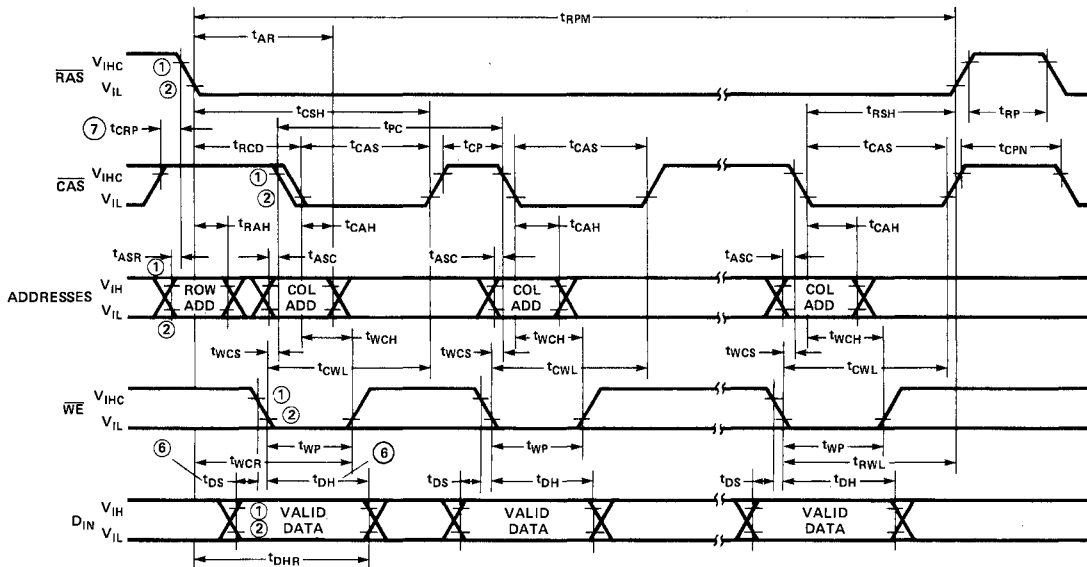 tRPM
tAR
RAS VIHC ①
VIL ②
tCSH
tPC
tRSH
tRP
⑦ tCRP
tRCD
tCAS
tCP
tCAS
tCAS
tCPN
CAS VIHC ①
VIL ②
tRAH
tCAH
tCAH
tCAH
tASR
tASC
tASC
tASC
①
ADDRESSES VIH
VIL
②
ROW ADD
COL ADD
COL ADD
COL ADD
tWCH
tWCH
tWCH
tWCS
tWCS
tWCS
tCWL
tCWL
tCWL
WE VIHC ①
VIL ②
tWP
tWP
tWP
⑥
⑥
tWCR
tRWL
tDS
tDH
tDS
tDH
tDS
tDH
DIN VIH ①
VIL ②
VALID DATA
VALID DATA
VALID DATA
tDHR